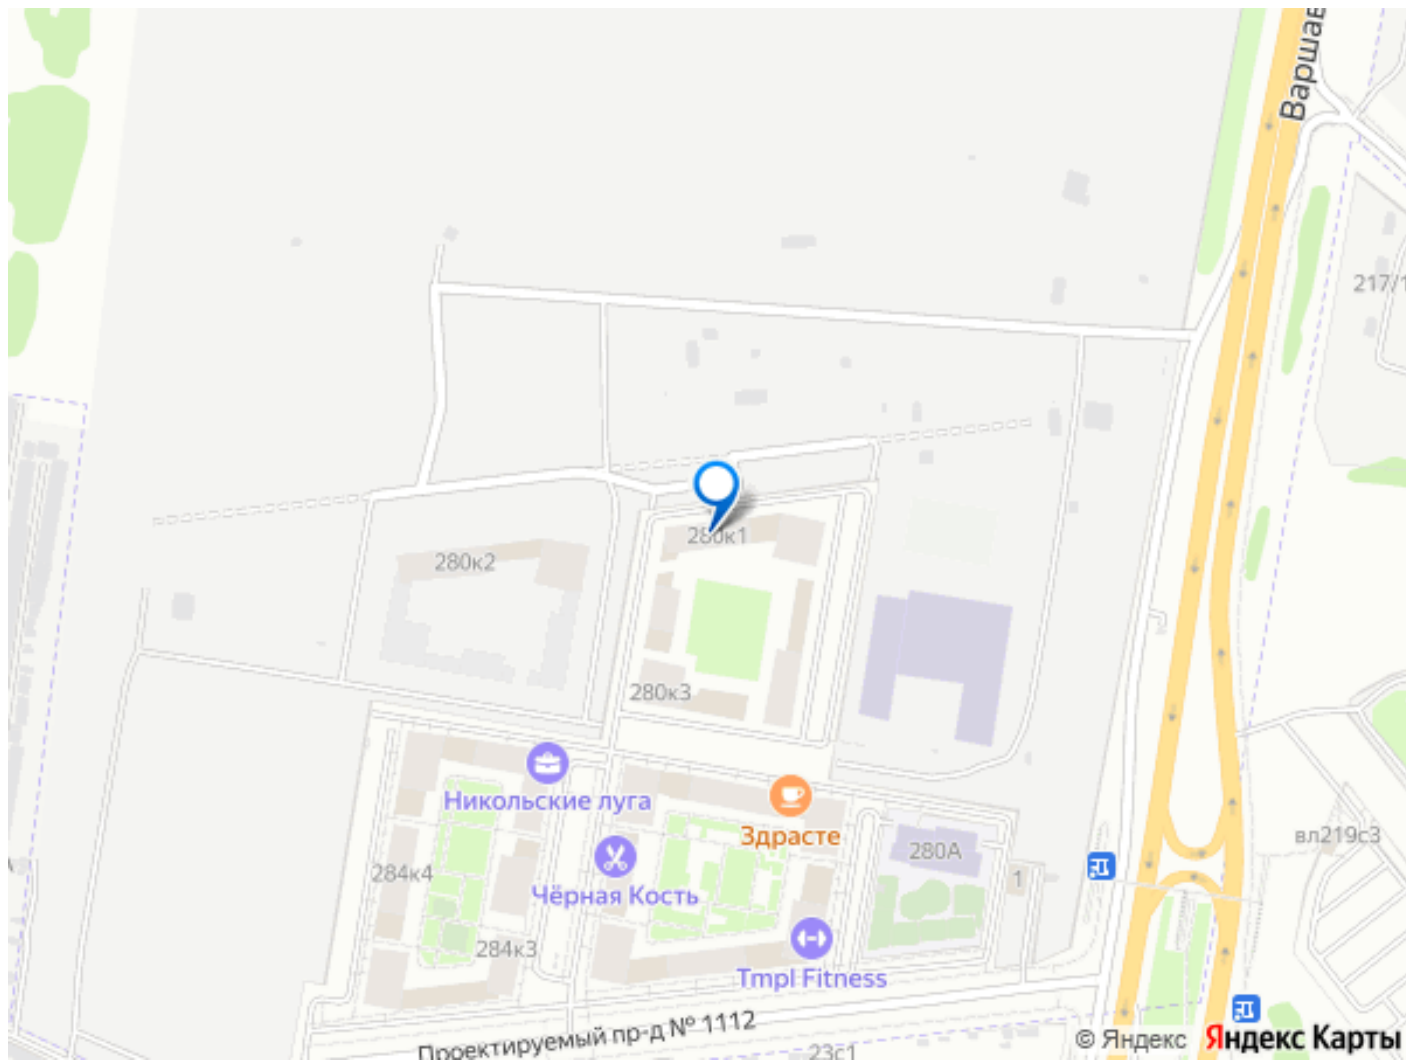 Варшав
217/1
280к1
280к2
280к3
Никольские луга
Здрасте
280А
вл219с3
284к4
Чёрная Кость
1
284к3
Tmpl Fitness
Проектируемый пр-д № 1112
23с1
© Яндекс Яндекс Карты